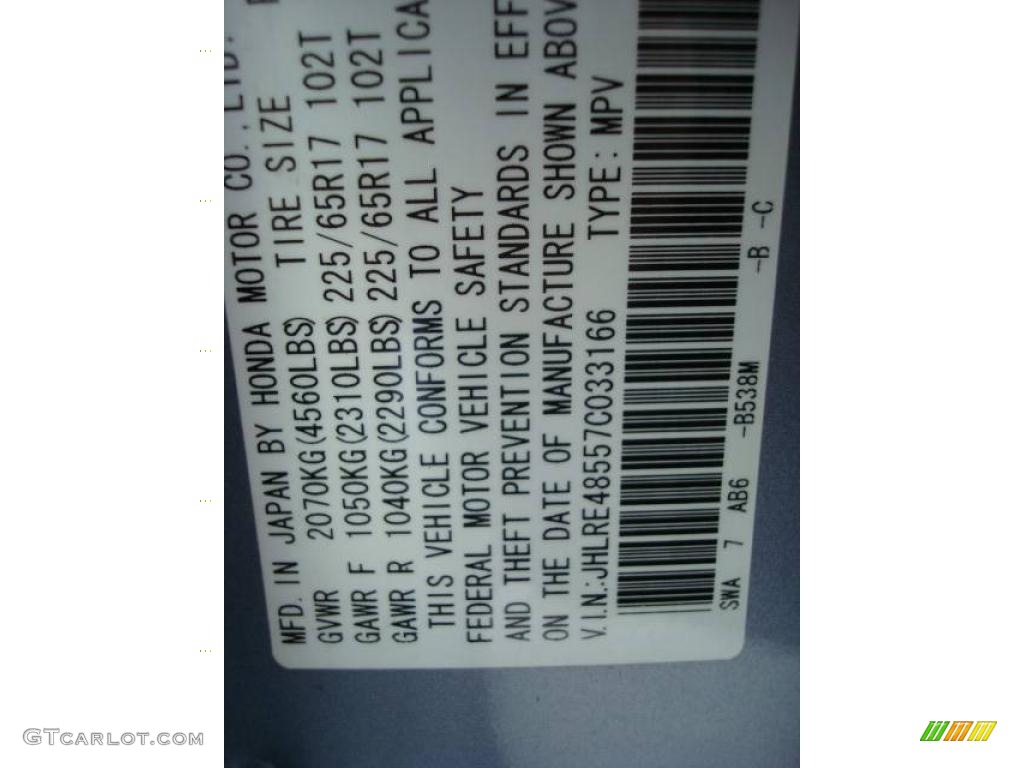 MFD. IN JAPAN BY HONDA MOTOR CO., LTD.
GVWR 2070KG(4560LBS) TIRE SIZE
GAWR F 1050KG(2310LBS) 225/65R17 102T
GAWR R 1040KG(2290LBS) 225/65R17 102T
THIS VEHICLE CONFORMS TO ALL APPLICA
FEDERAL MOTOR VEHICLE SAFETY
AND THEFT PREVENTION STANDARDS IN EFF
ON THE DATE OF MANUFACTURE SHOWN ABOV
V.I.N.:JHLRE48557C033166 TYPE: MPV
SWA 7 AB6 -B538M -B -C
GTCARLOT.COM